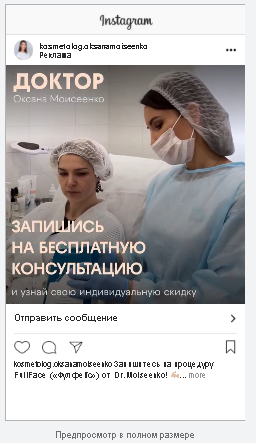 Instagram
kosmetolog.oksanamoiseenko
Реклама
ДОКТОР
Оксана Моисеенко
ЗАПИШИСЬ
НА БЕСПЛАТНУЮ
КОНСУЛЬТАЦИЮ
и узнай свою индивидуальную скидку
Отправить сообщение
kosmetolog.oksanamoiseenko Запишитесь на процедуру
FullFace («Фулфейс») от Dr. Moiseenko! ... more
Предпросмотр в полном размере